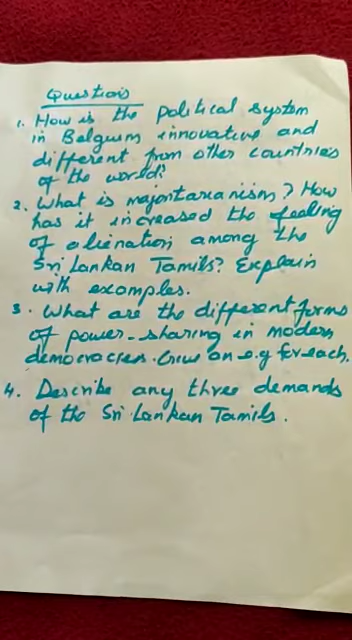 Questions
1. How is the political system
in Belgium innovative and
different from other countries
of the world?
2. What is majoritarianism? How
has it increased the feeling
of alienation among the
Sri Lankan Tamils? Explain
with examples.
3. What are the different forms
of power-sharing in modern
democracies. Give an e.g for each.
4. Describe any three demands
of the Sri Lankan Tamils.